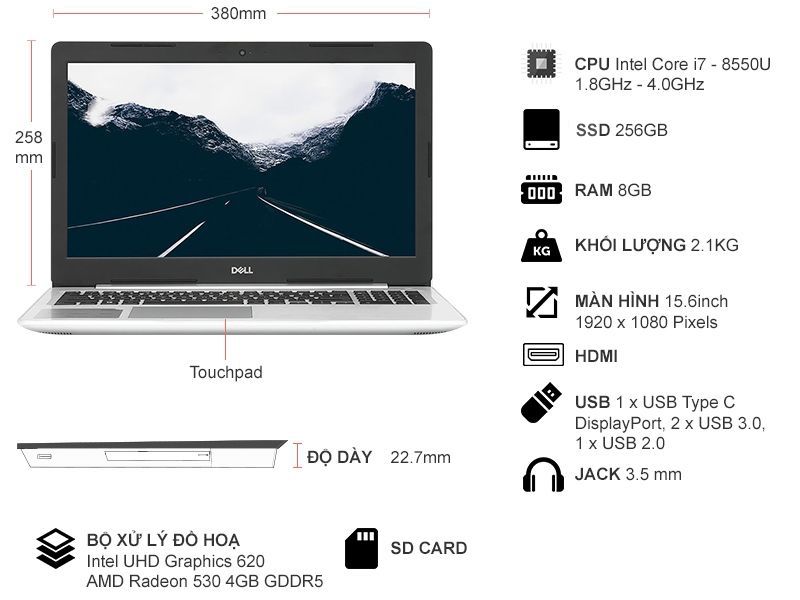 380mm
258
mm
DELL
Touchpad
ĐỘ DÀY 22.7mm
CPU Intel Core i7 - 8550U
1.8GHz - 4.0GHz
SSD 256GB
RAM 8GB
KG
KHỐI LƯỢNG 2.1KG
MÀN HÌNH 15.6inch
1920 x 1080 Pixels
HDMI
USB 1 x USB Type C
DisplayPort, 2 x USB 3.0,
1 x USB 2.0
JACK 3.5 mm
BỘ XỬ LÝ ĐỒ HOẠ
Intel UHD Graphics 620
AMD Radeon 530 4GB GDDR5
SD CARD